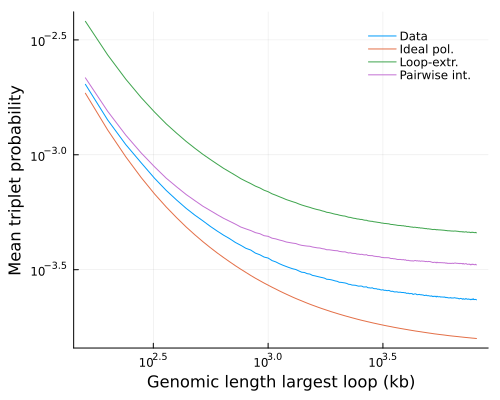 Mean triplet probability
10^-2.5
10^-3.0
10^-3.5
Data
Ideal pol.
Loop-extr.
Pairwise int.
10^2.5
10^3.0
10^3.5
Genomic length largest loop (kb)